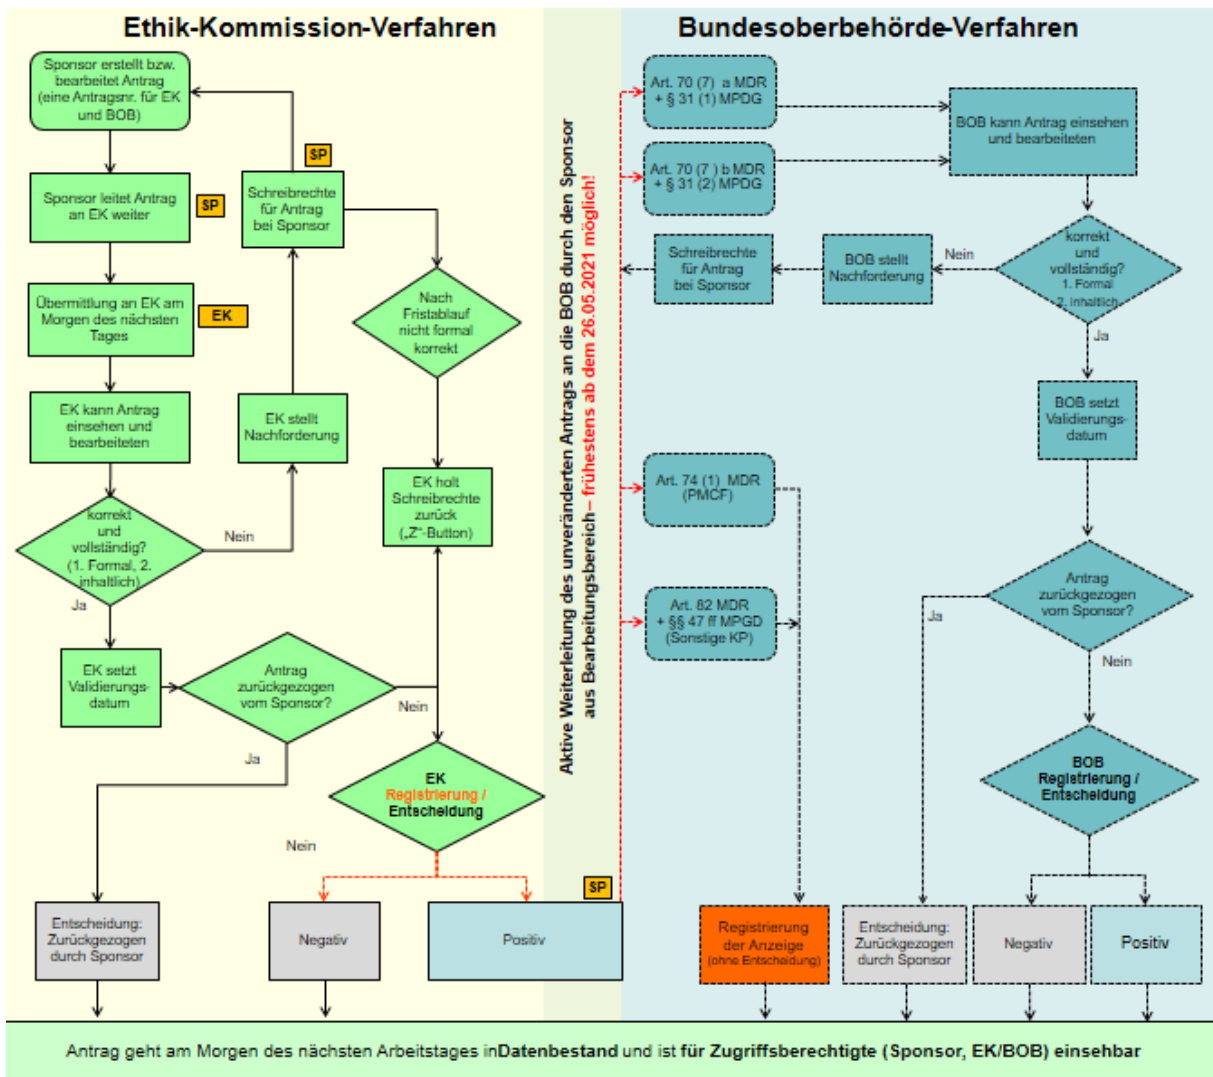 Ethik-Kommission-Verfahren
Sponsor erstellt bzw.
bearbeitet Antrag
(eine Antragsnr. für EK
und BOB)
Sponsor leitet Antrag
an EK weiter
SP
Übermittlung an EK am
Morgen des nächsten
Tages
EK
EK kann Antrag
einsehen und
bearbeiteten
korrekt
und
vollständig?
(1. Formal, 2.
inhaltlich)
Nein
Ja
EK stellt
Nachforderung
SP
Schreibrechte
für Antrag
bei Sponsor
Nach
Fristablauf
nicht formal
korrekt
EK holt
Schreibrechte
zurück
(„Z“-Button)
EK setzt
Validierungs-
datum
Antrag
zurückgezogen
vom Sponsor?
Nein
Ja
EK
Registrierung /
Entscheidung
Nein
Entscheidung:
Zurückgezogen
durch Sponsor
Negativ
Positiv
SP
Aktive Weiterleitung des unveränderten Antrags an die BOB durch den Sponsor
aus Bearbeitungsbereich– frühestens ab dem 26.05.2021 möglich!
Bundesoberbehörde-Verfahren
Art. 70 (7) a MDR
+ § 31 (1) MPDG
Art. 70 (7 ) b MDR
+ § 31 (2) MPDG
BOB kann Antrag einsehen
und bearbeiteten
korrekt
und
vollständig?
1. Formal
2. inhaltlich
Nein
Ja
BOB stellt
Nachforderung
Schreibrechte
für Antrag
bei Sponsor
BOB setzt
Validierungs-
datum
Art. 74 (1) MDR
(PMCF)
Art. 82 MDR
+ §§ 47 ff MPGD
(Sonstige KP)
Antrag
zurückgezogen
vom Sponsor?
Ja
Nein
BOB
Registrierung /
Entscheidung
Registrierung
der Anzeige
(ohne Entscheidung)
Entscheidung:
Zurückgezogen
durch Sponsor
Negativ
Positiv
Antrag geht am Morgen des nächsten Arbeitstages inDatenbestand und ist für Zugriffsberechtigte (Sponsor, EK/BOB) einsehbar